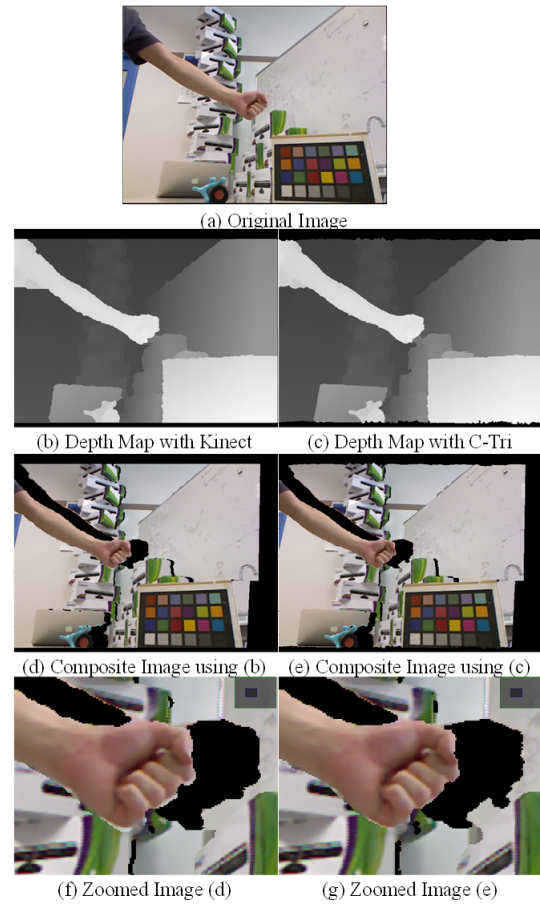 (a) Original Image
(b) Depth Map with Kinect
(c) Depth Map with C-Tri
(d) Composite Image using (b)
(e) Composite Image using (c)
(f) Zoomed Image (d)
(g) Zoomed Image (e)